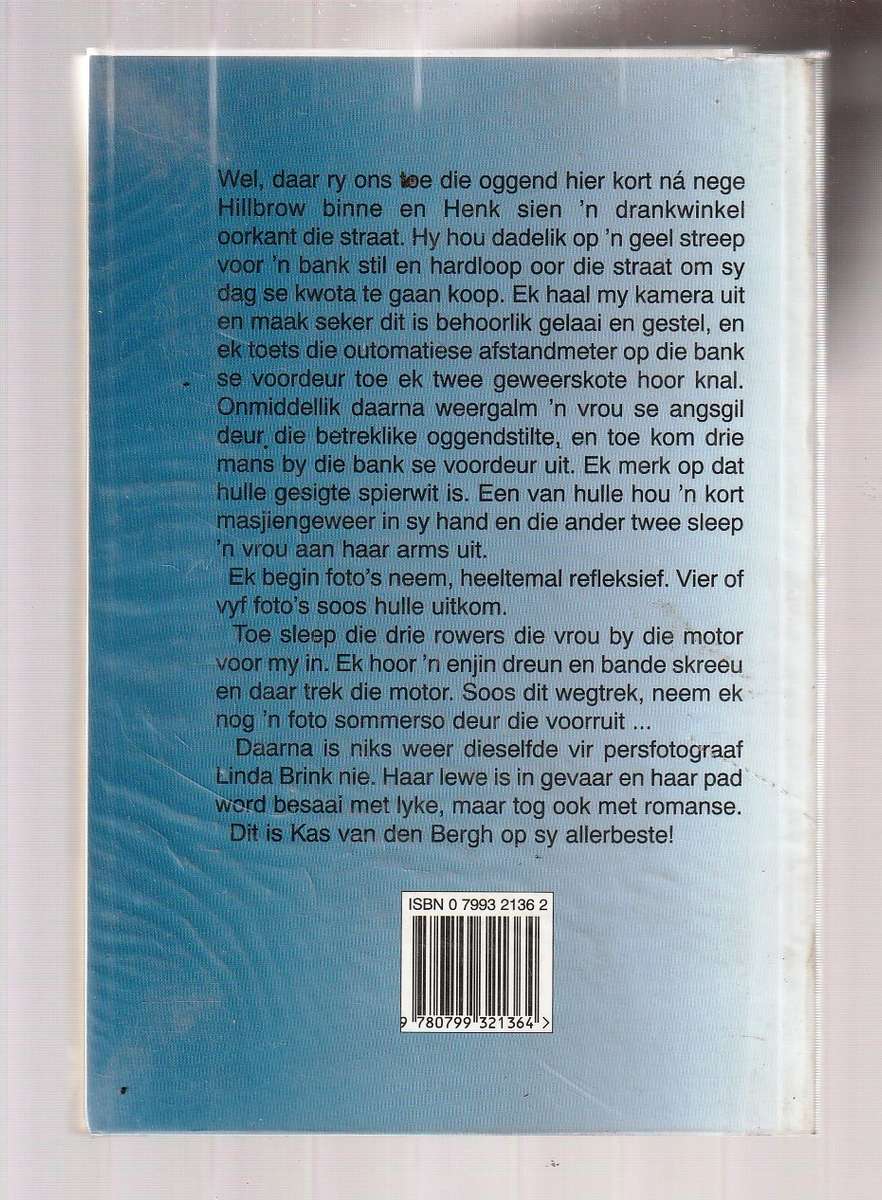 Wel, daar ry ons toe die oggend hier kort ná nege
Hillbrow binne en Henk sien ’n drankwinkel
oorkant die straat. Hy hou dadelik op ’n geel streep
voor ’n bank stil en hardloop oor die straat om sy
dag se kwota te gaan koop. Ek haal my kamera uit
en maak seker dit is behoorlik gelaai en gestel, en
ek toets die outomatiese afstandmeter op die bank
se voordeur toe ek twee geweerskote hoor knal.
Onmiddellik daarna weergalm ’n vrou se angsgil
deur die betreklike oggendstilte, en toe kom drie
mans by die bank se voordeur uit. Ek merk op dat
hulle gesigte spierwit is. Een van hulle hou ’n kort
masjiengeweer in sy hand en die ander twee sleep
’n vrou aan haar arms uit.
Ek begin foto’s neem, heeltemal refleksief. Vier of
vyf foto’s soos hulle uitkom.
Toe sleep die drie rowers die vrou by die motor
voor my in. Ek hoor ’n enjin dreun en bande skreeu
en daar trek die motor. Soos dit wegtrek, neem ek
nog ’n foto sommerso deur die voorruit ...
Daarna is niks weer dieselfde vir persfotograaf
Linda Brink nie. Haar lewe is in gevaar en haar pad
word besaai met lyke, maar tog ook met romanse.
Dit is Kas van den Bergh op sy allerbeste!
ISBN 0 7993 2136 2
9 780799 321364 >